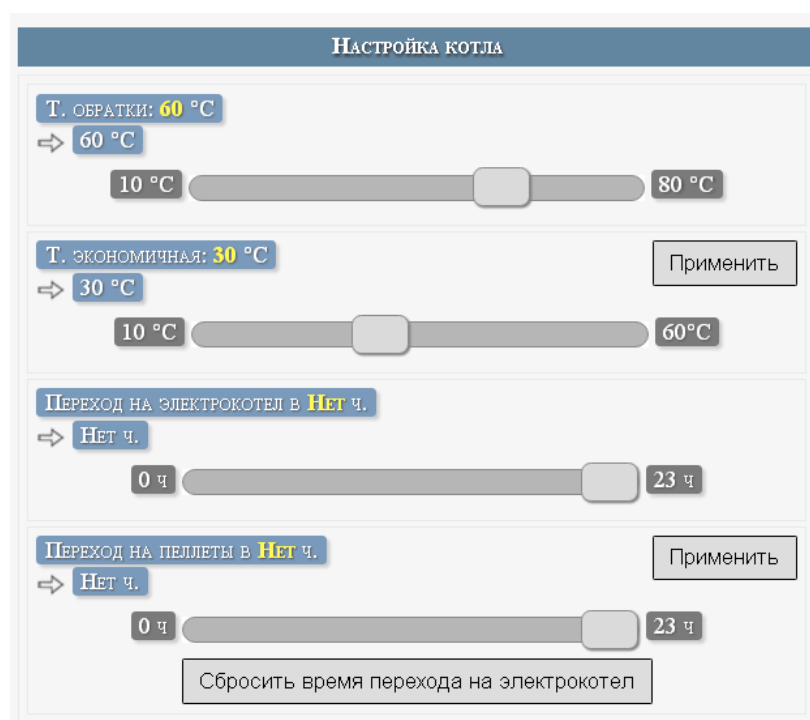 Настройка котла
Т. обратки: 60 °C
60 °C
10 °C 80 °C
Т. экономичная: 30 °C Применить
30 °C
10 °C 60°C
Переход на электрокотел в Нет ч.
Нет ч.
0 ч 23 ч
Переход на пеллеты в Нет ч. Применить
Нет ч.
0 ч 23 ч
Сбросить время перехода на электрокотел